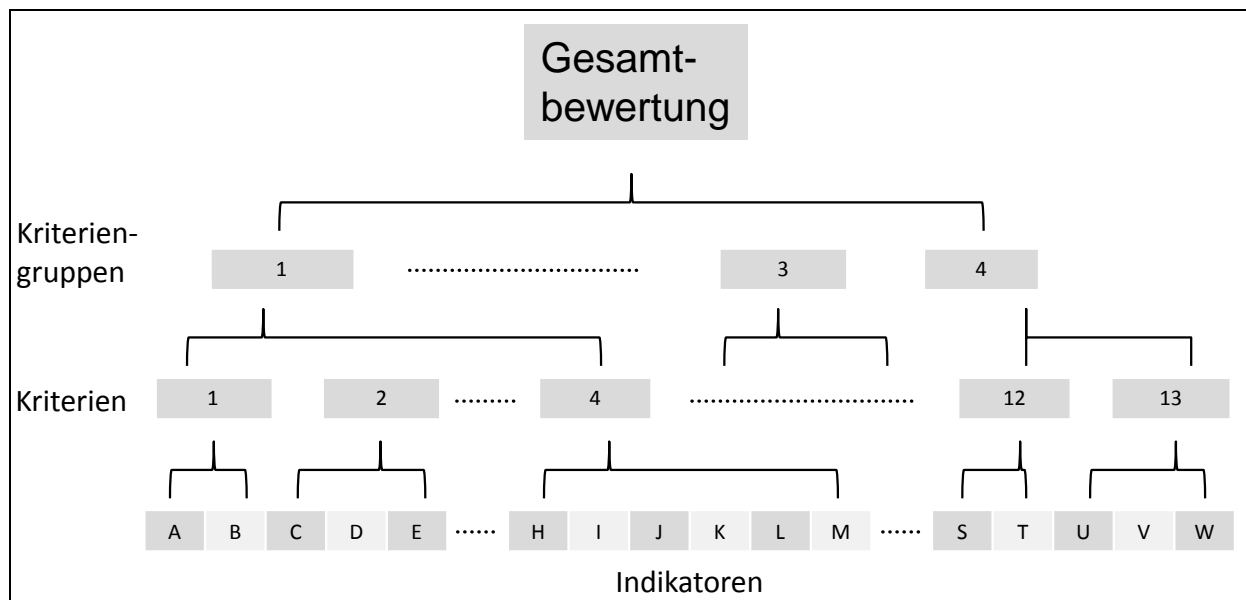 Gesamt-
bewertung
Kriterien-
gruppen
1 ........................................ 3 4
Kriterien 1 2 ......... 4 ........................................ 12 13
A B C D E ...... H I J K L M ...... S T U V W
Indikatoren